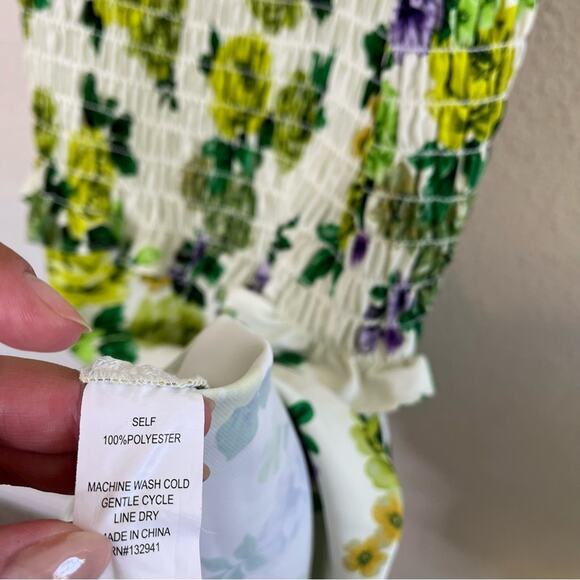 SELF
100%POLYESTER
MACHINE WASH COLD
GENTLE CYCLE
LINE DRY
MADE IN CHINA
RN#132941